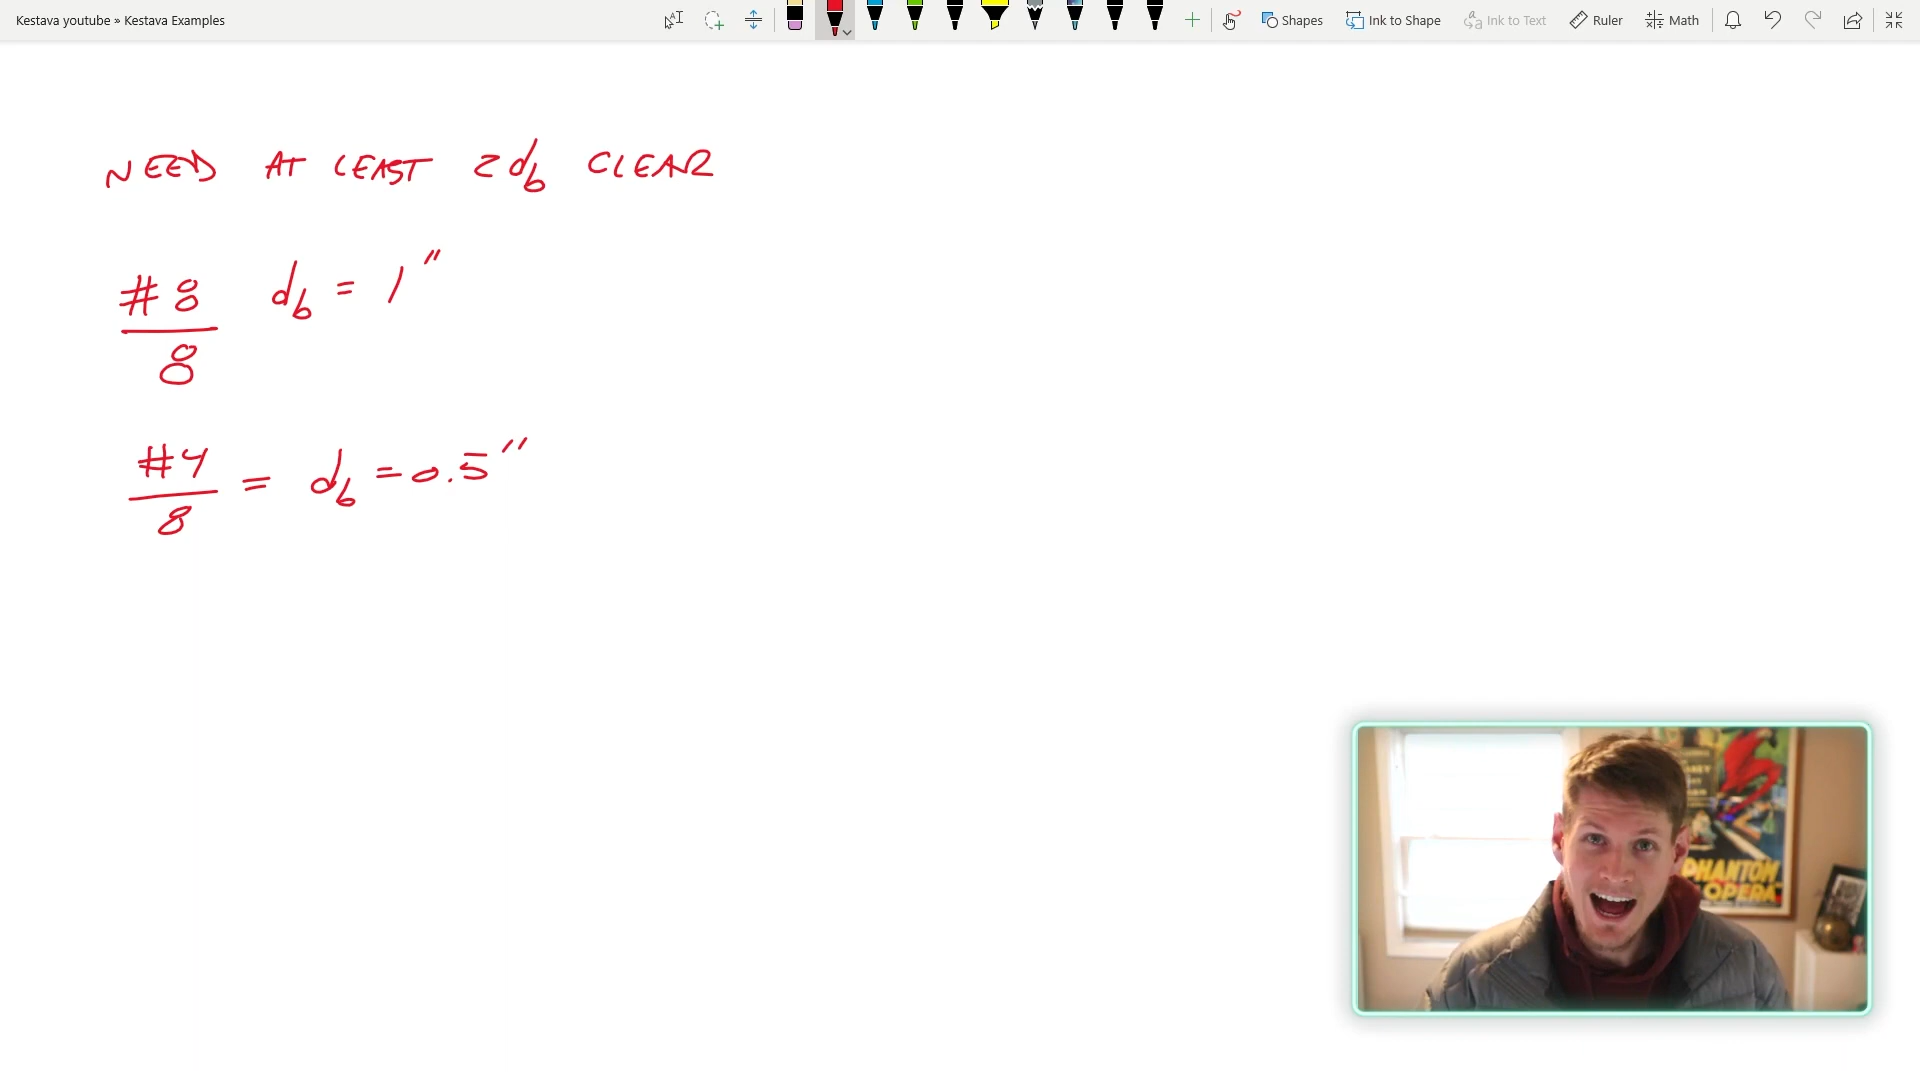 Kestava youtube » Kestava Examples
Shapes
Ink to Shape
Ink to Text
Ruler
Math
NEED AT LEAST 2db CLEAR
#8 db = 1"
8
#4 = db = 0.5"
8
PHANTOM
OPERA